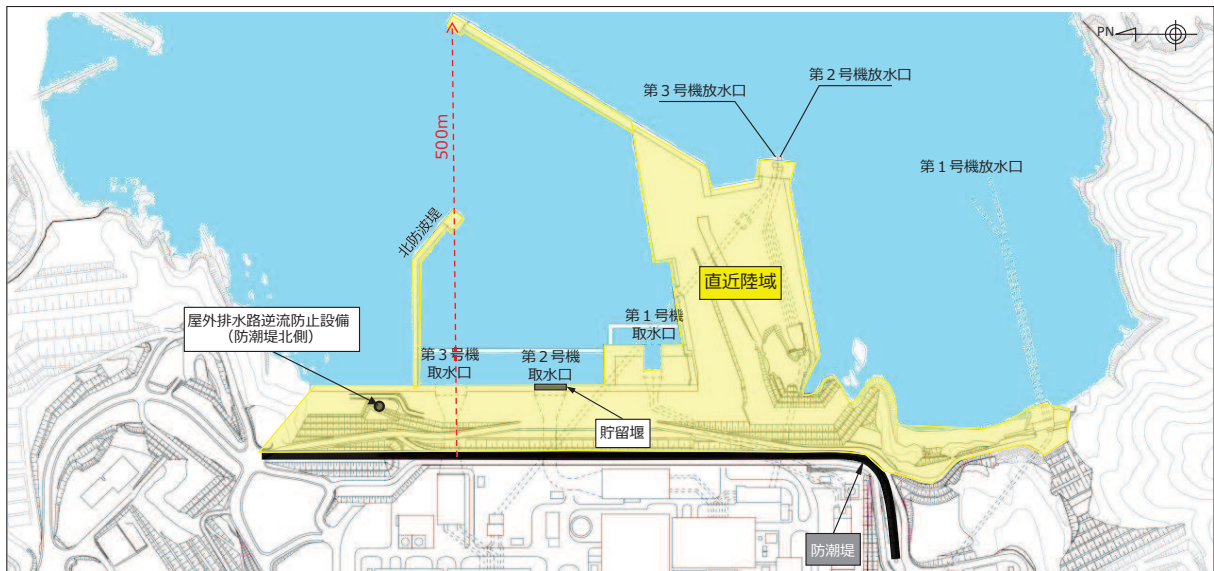 PN
第２号機放水口
第３号機放水口
第１号機放水口
500m
北防波堤
直近陸域
屋外排水路逆流防止設備
（防潮堤北側）
第１号機
取水口
第３号機
取水口
第２号機
取水口
貯留堰
防潮堤